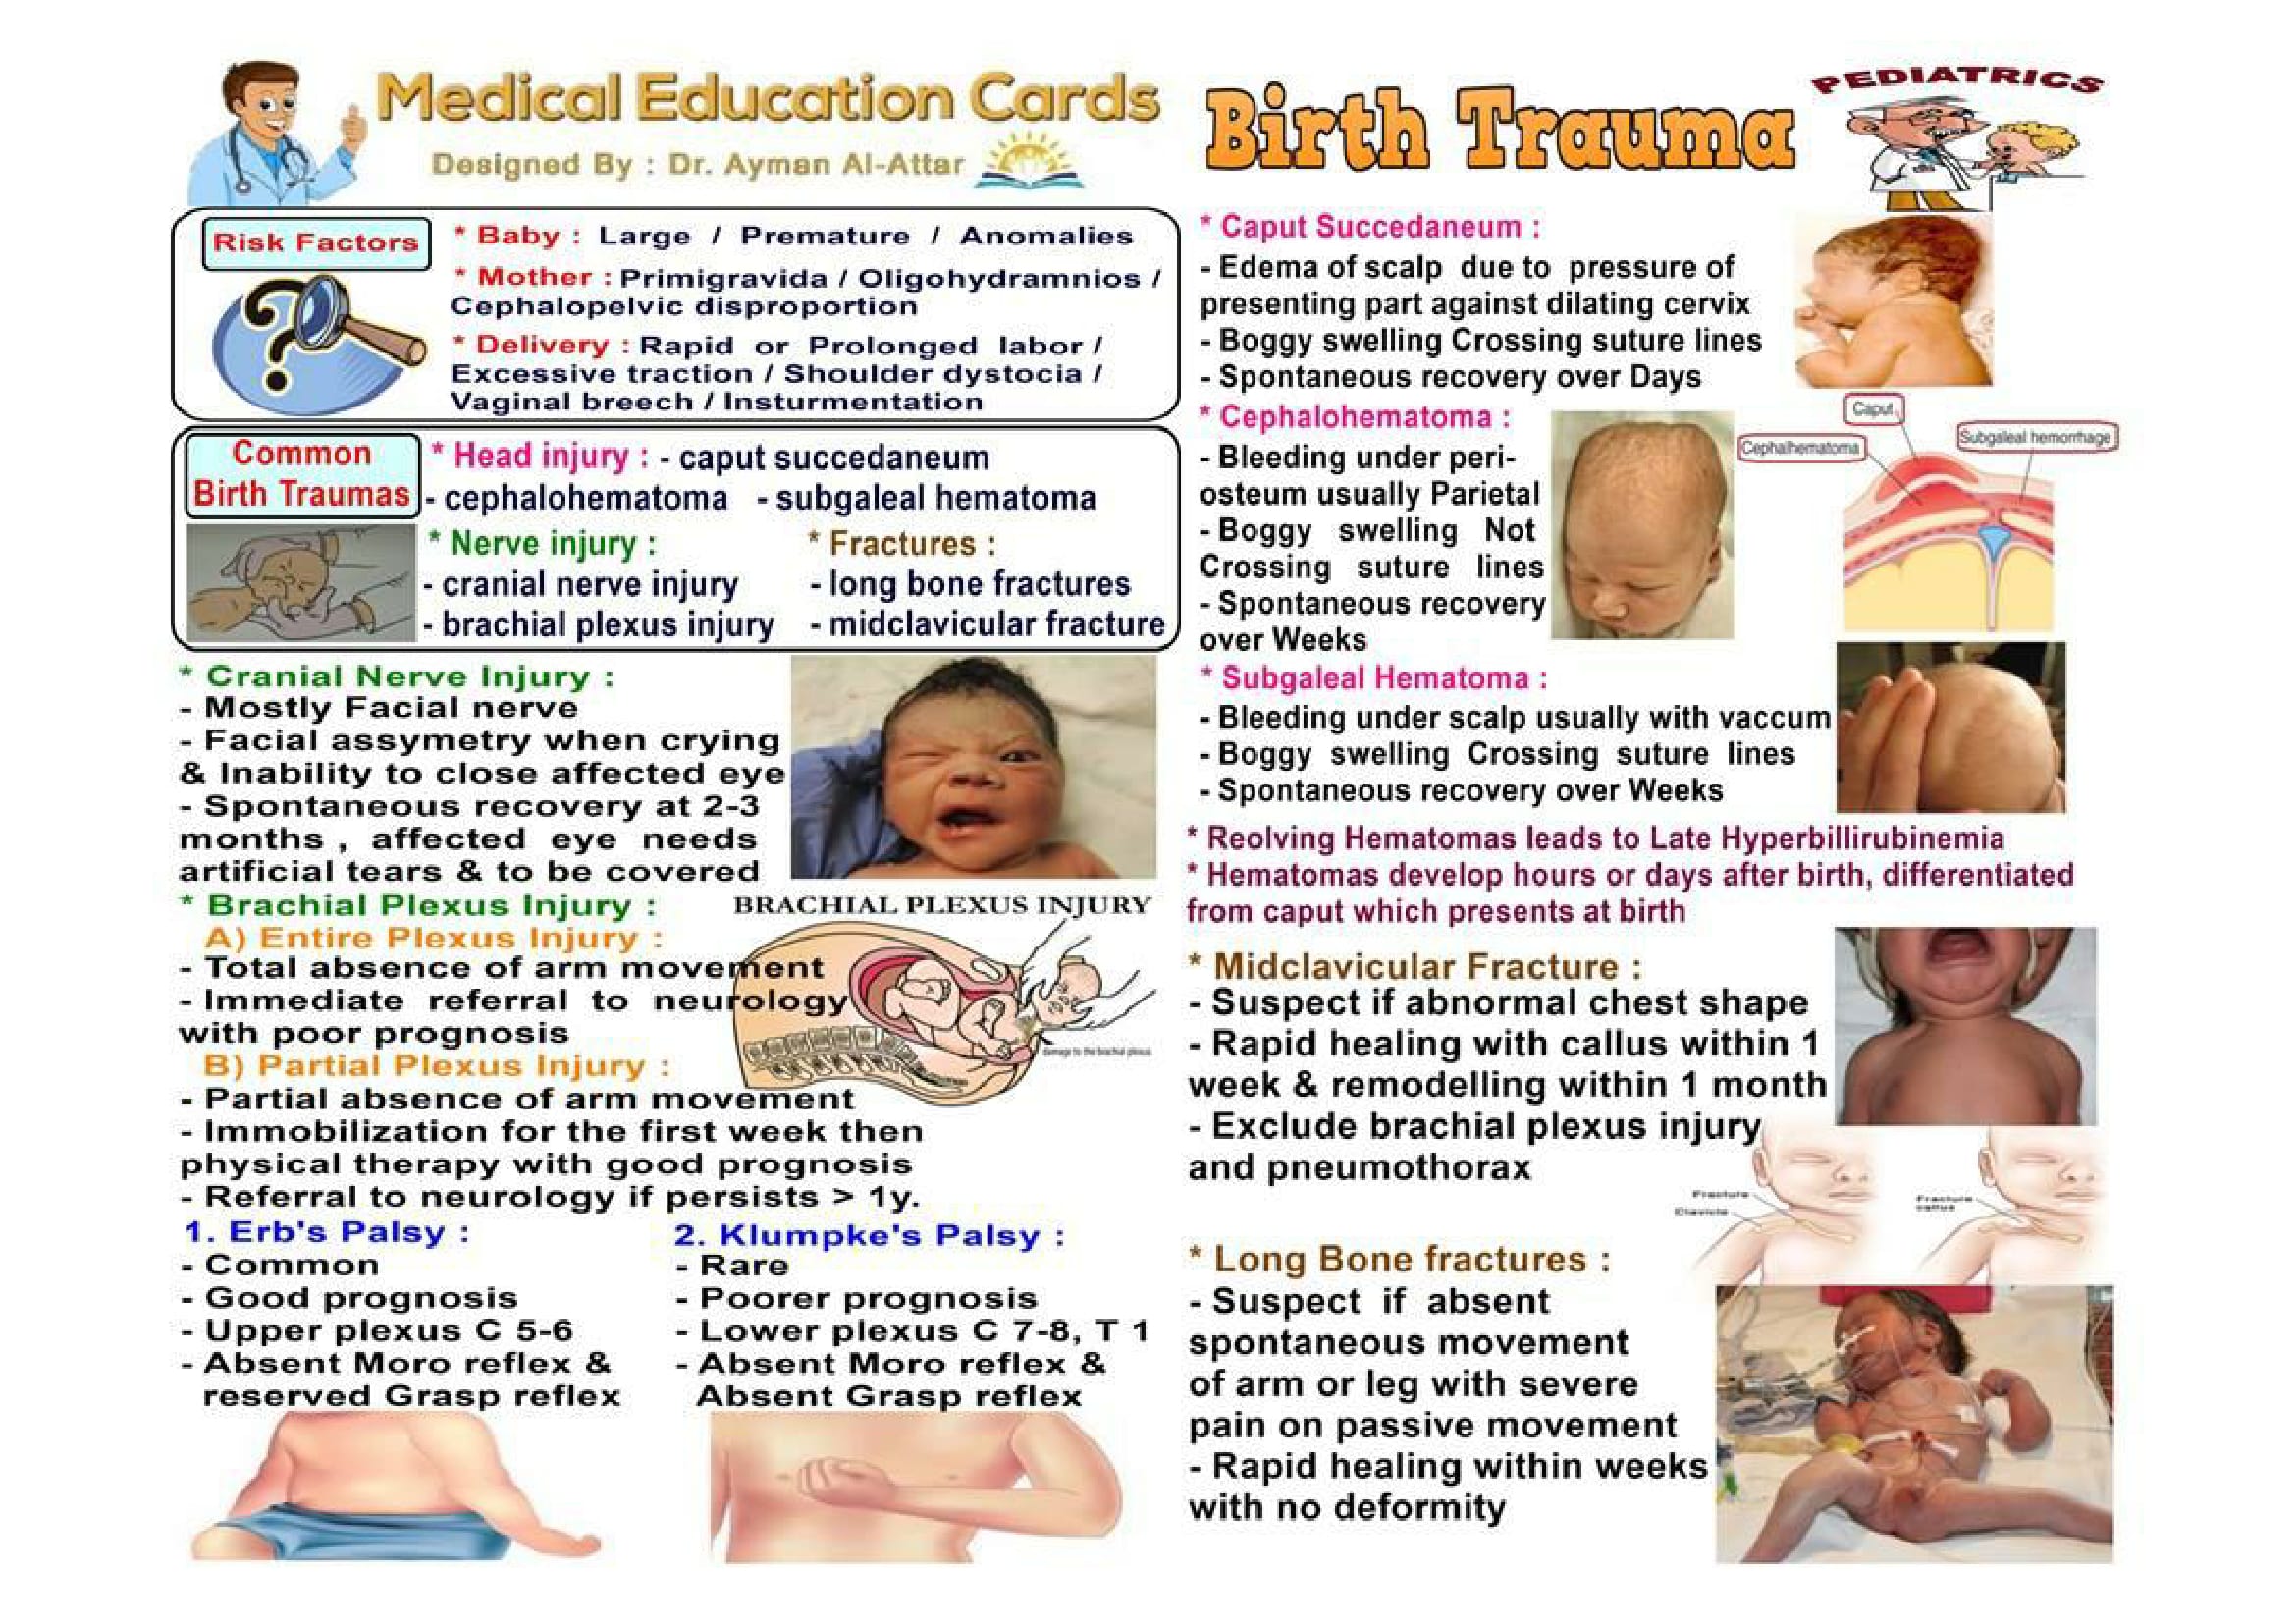 Medical Education Cards
Designed By : Dr. Ayman Al-Attar
Birth Trauma
PEDIATRICS
Risk Factors
* Baby : Large / Premature / Anomalies
* Mother : Primigravida / Oligohydramnios /
Cephalopelvic disproportion
* Delivery : Rapid or Prolonged labor /
Excessive traction / Shoulder dystocia /
Vaginal breech / Insturmentation
Common
Birth Traumas
* Head injury : - caput succedaneum
- cephalohematoma - subgaleal hematoma
* Nerve injury :
- cranial nerve injury
- brachial plexus injury
* Fractures :
- long bone fractures
- midclavicular fracture
* Cranial Nerve Injury :
- Mostly Facial nerve
- Facial assymetry when crying
& Inability to close affected eye
- Spontaneous recovery at 2-3
months , affected eye needs
artificial tears & to be covered
* Brachial Plexus Injury :
A) Entire Plexus Injury :
- Total absence of arm movement
- Immediate referral to neurology
with poor prognosis
B) Partial Plexus Injury :
- Partial absence of arm movement
- Immobilization for the first week then
physical therapy with good prognosis
- Referral to neurology if persists > 1y.
BRACHIAL PLEXUS INJURY
damage to the brachial plexus
1. Erb's Palsy :
- Common
- Good prognosis
- Upper plexus C 5-6
- Absent Moro reflex &
reserved Grasp reflex
2. Klumpke's Palsy :
- Rare
- Poorer prognosis
- Lower plexus C 7-8, T 1
- Absent Moro reflex &
Absent Grasp reflex
* Caput Succedaneum :
- Edema of scalp due to pressure of
presenting part against dilating cervix
- Boggy swelling Crossing suture lines
- Spontaneous recovery over Days
* Cephalohematoma :
- Bleeding under peri-
osteum usually Parietal
- Boggy swelling Not
Crossing suture lines
- Spontaneous recovery
over Weeks
Caput
Cephalhematoma
Subgaleal hemorrhage
* Subgaleal Hematoma :
- Bleeding under scalp usually with vaccum
- Boggy swelling Crossing suture lines
- Spontaneous recovery over Weeks
* Reolving Hematomas leads to Late Hyperbillirubinemia
* Hematomas develop hours or days after birth, differentiated
from caput which presents at birth
* Midclavicular Fracture :
- Suspect if abnormal chest shape
- Rapid healing with callus within 1
week & remodelling within 1 month
- Exclude brachial plexus injury
and pneumothorax
Fracture
Clavicle
Fracture
callus
* Long Bone fractures :
- Suspect if absent
spontaneous movement
of arm or leg with severe
pain on passive movement
- Rapid healing within weeks
with no deformity